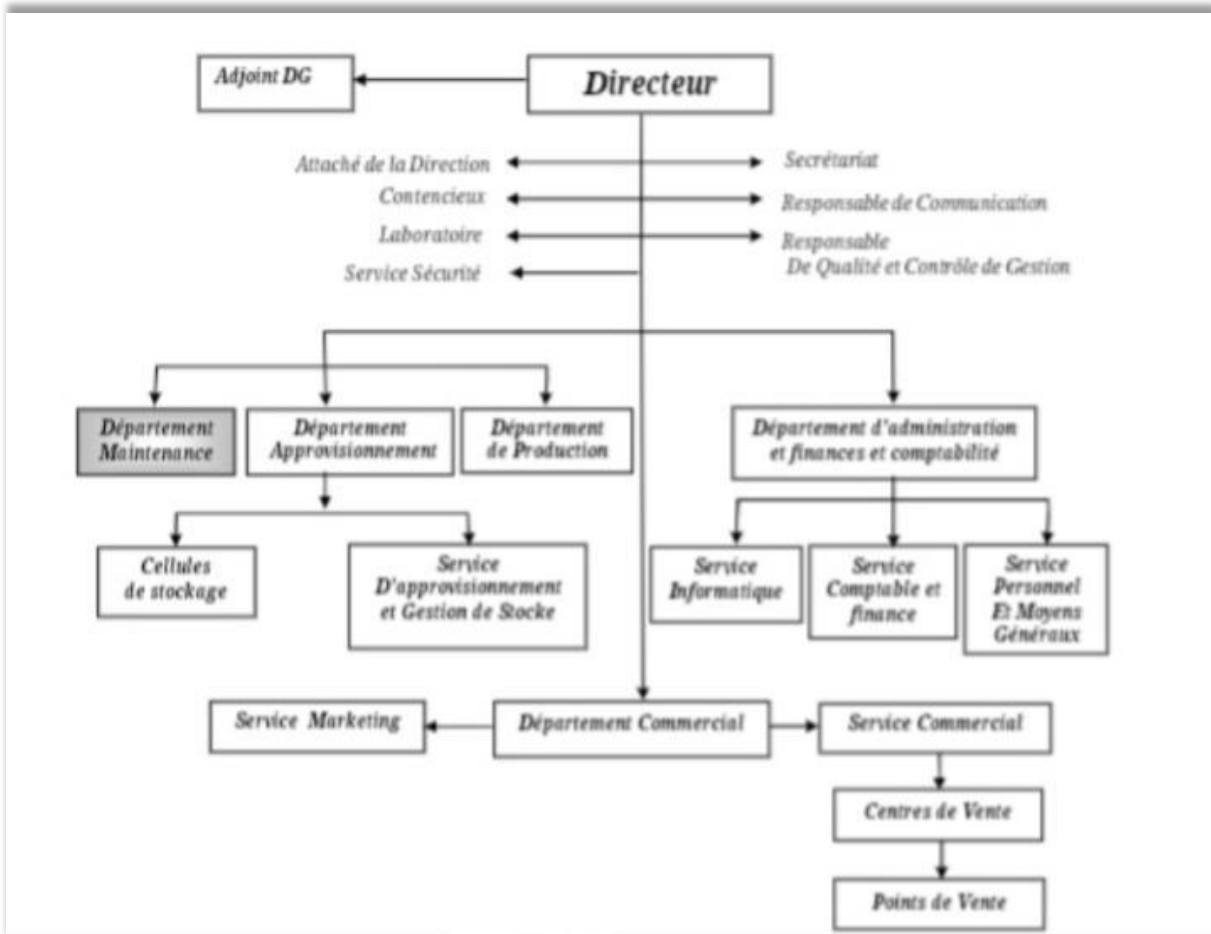 Adjoint DG
Directeur
Attaché de la Direction
Secrétariat
Contencieux
Responsable de Communication
Laboratoire
Responsable
De Qualité et Contrôle de Gestion
Service Sécurité
Département
Maintenance
Département
Approvisionnement
Département
de Production
Département d'administration
et finances et comptabilité
Cellules
de stockage
Service
D'approvisionnement
et Gestion de Stocke
Service
Informatique
Service
Comptable et
finance
Service
Personnel
Et Moyens
Généraux
Service Marketing
Département Commercial
Service Commercial
Centres de Vente
Points de Vente